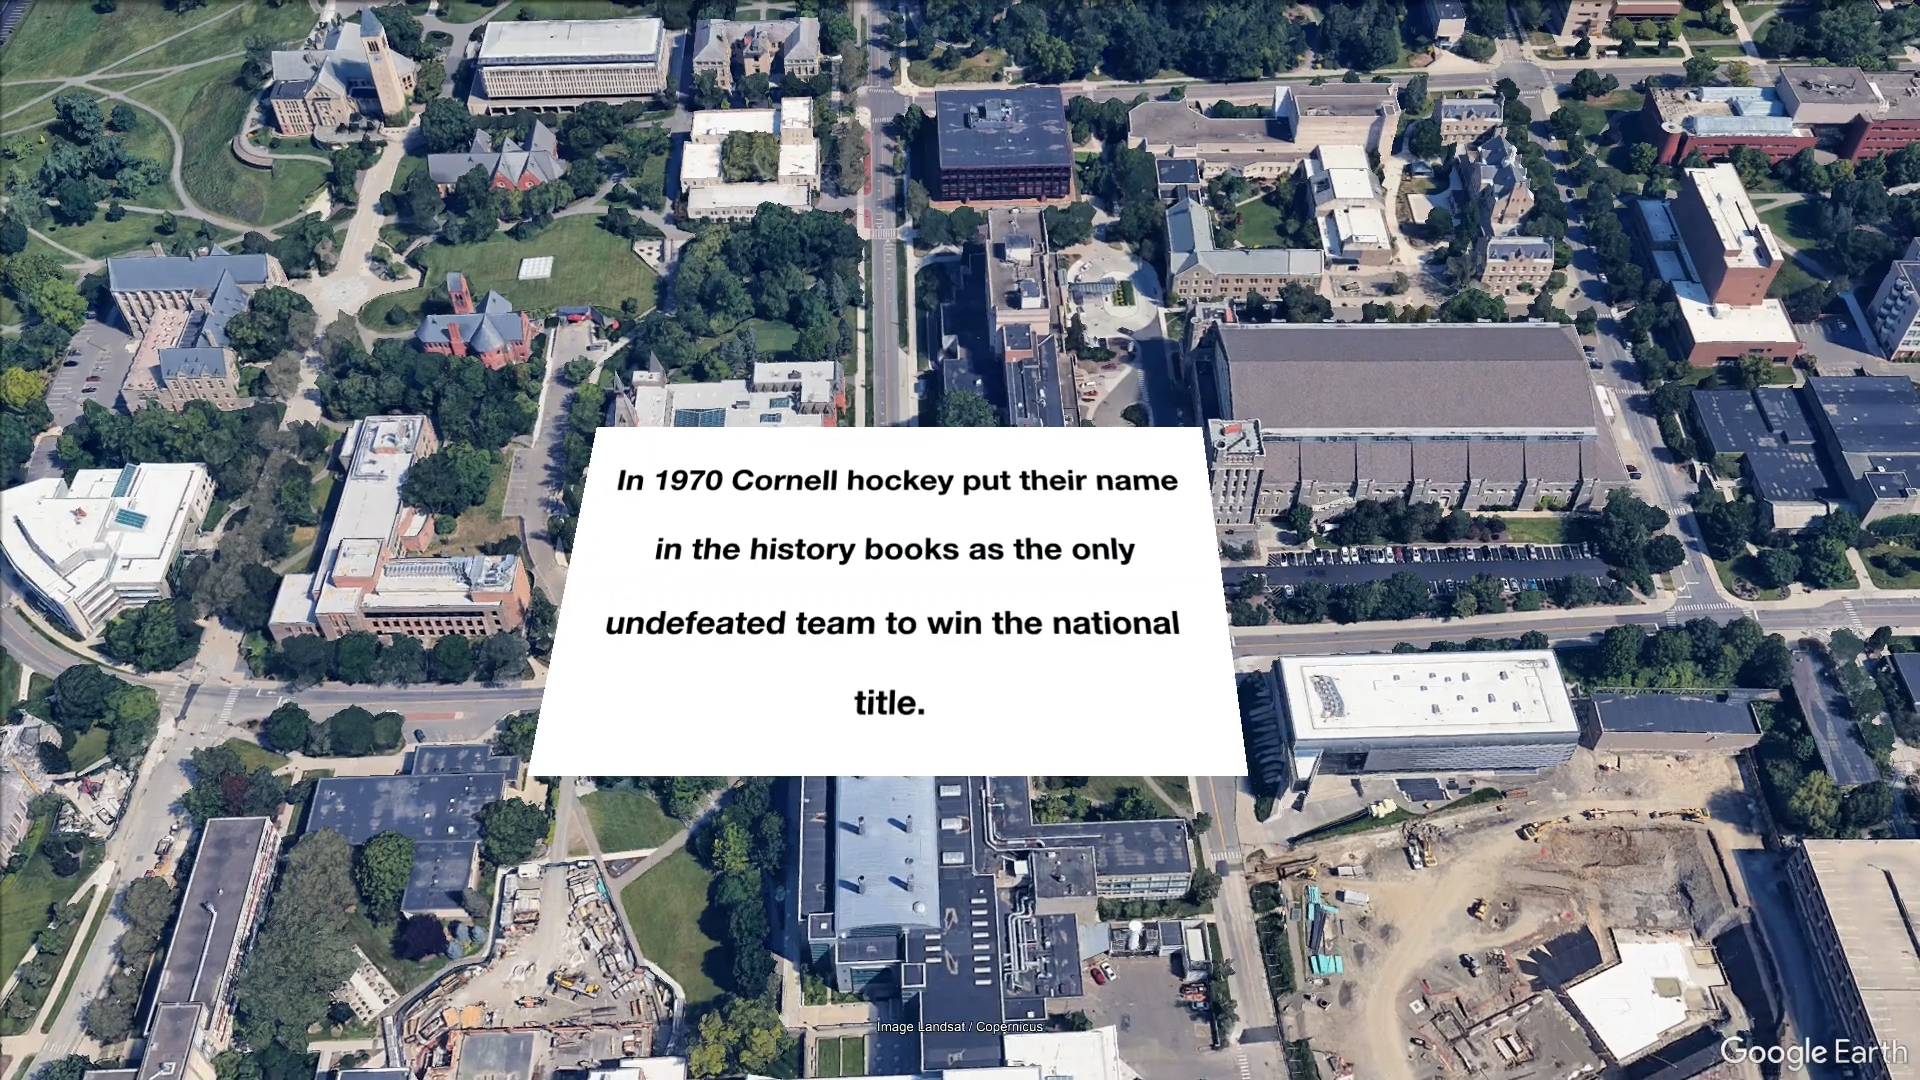 In 1970 Cornell hockey put their name
in the history books as the only
undefeated team to win the national
title.
Image Landsat / Copernicus
Google Earth